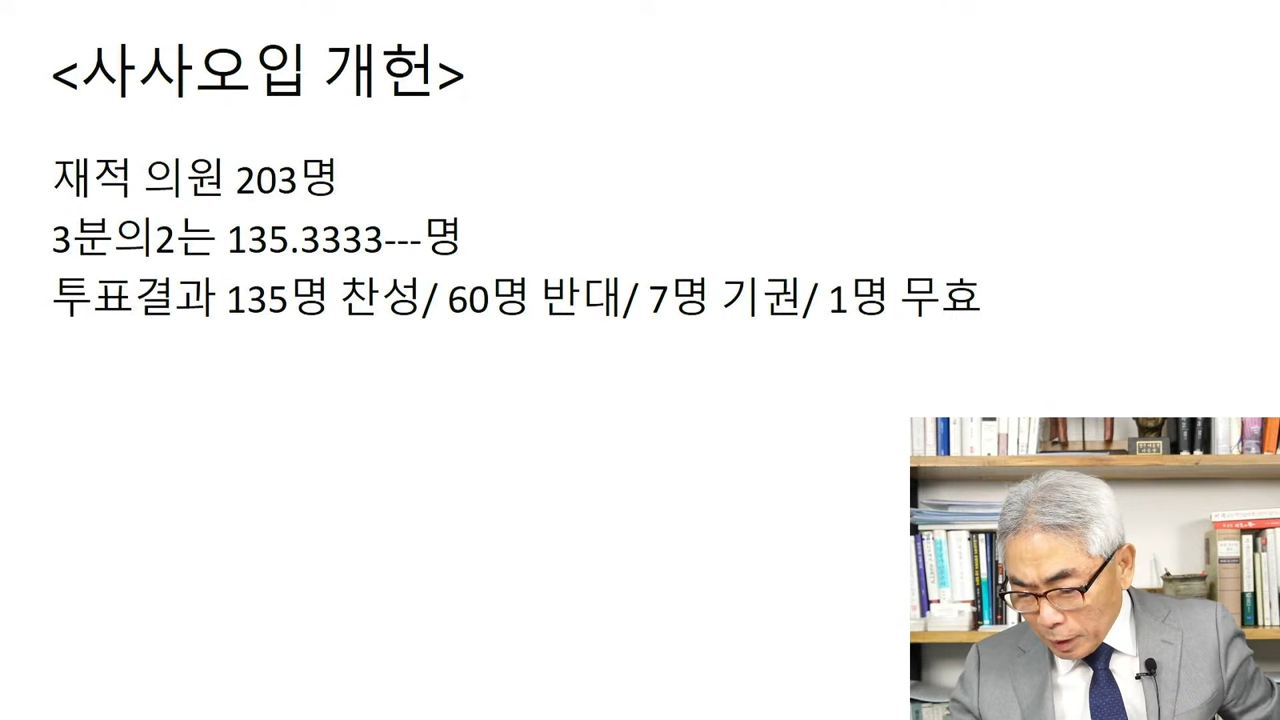 <사사오입 개헌>
재적 의원 203명
3분의2는 135.3333---명
투표결과 135명 찬성/ 60명 반대/ 7명 기권/ 1명 무효